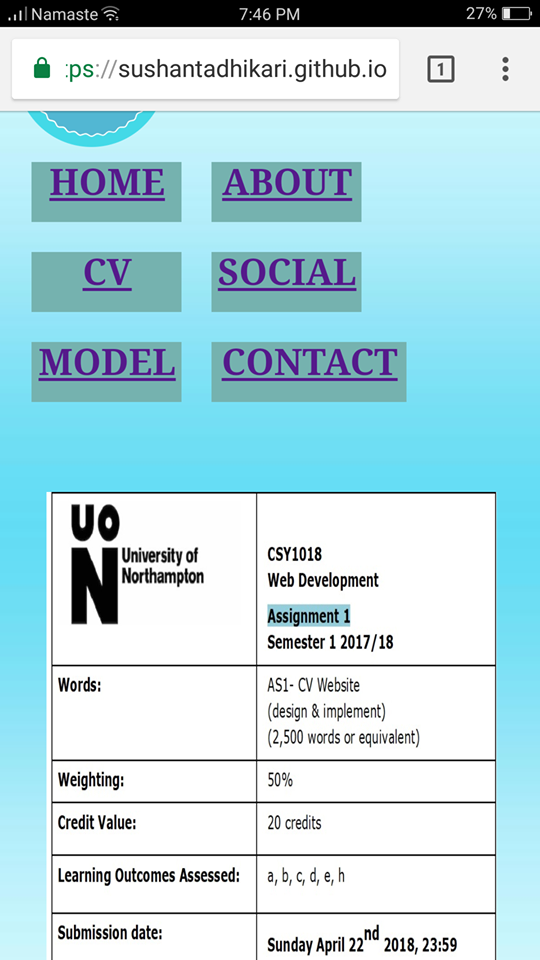 Namaste 7:46 PM 27%
:ps://sushantadhikari.github.io 1
HOME ABOUT
CV SOCIAL
MODEL CONTACT
UON
University of
Northampton
CSY1018
Web Development
Assignment 1
Semester 1 2017/18
Words:
AS1- CV Website
(design & implement)
(2,500 words or equivalent)
Weighting: 50%
Credit Value: 20 credits
Learning Outcomes Assessed: a, b, c, d, e, h
Submission date: Sunday April 22nd 2018, 23:59